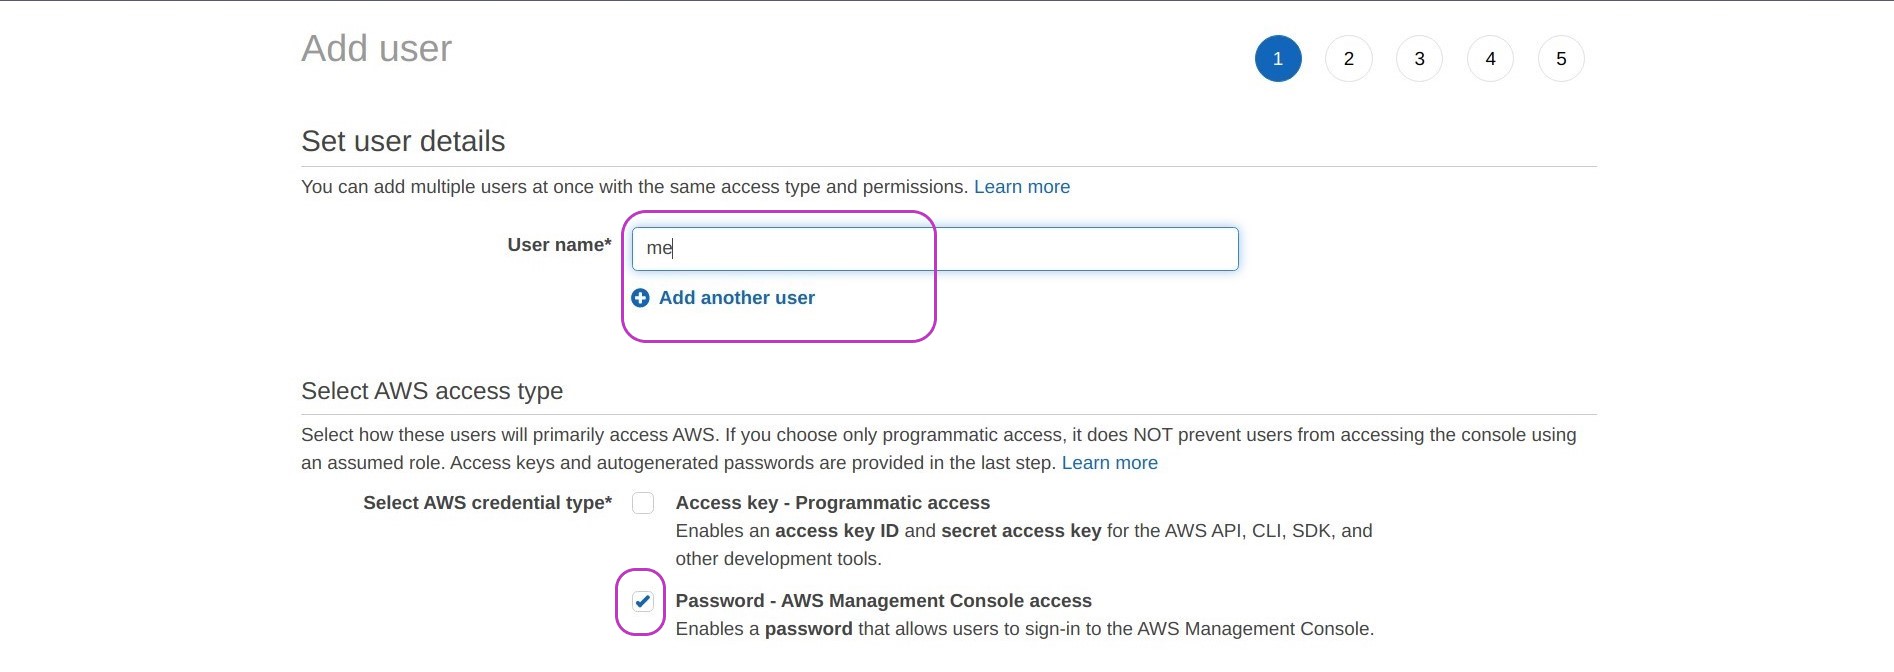 Add user
1 2 3 4 5
Set user details
You can add multiple users at once with the same access type and permissions. Learn more
User name* me
Add another user
Select AWS access type
Select how these users will primarily access AWS. If you choose only programmatic access, it does NOT prevent users from accessing the console using
an assumed role. Access keys and autogenerated passwords are provided in the last step. Learn more
Select AWS credential type* Access key - Programmatic access
Enables an access key ID and secret access key for the AWS API, CLI, SDK, and
other development tools.
Password - AWS Management Console access
Enables a password that allows users to sign-in to the AWS Management Console.